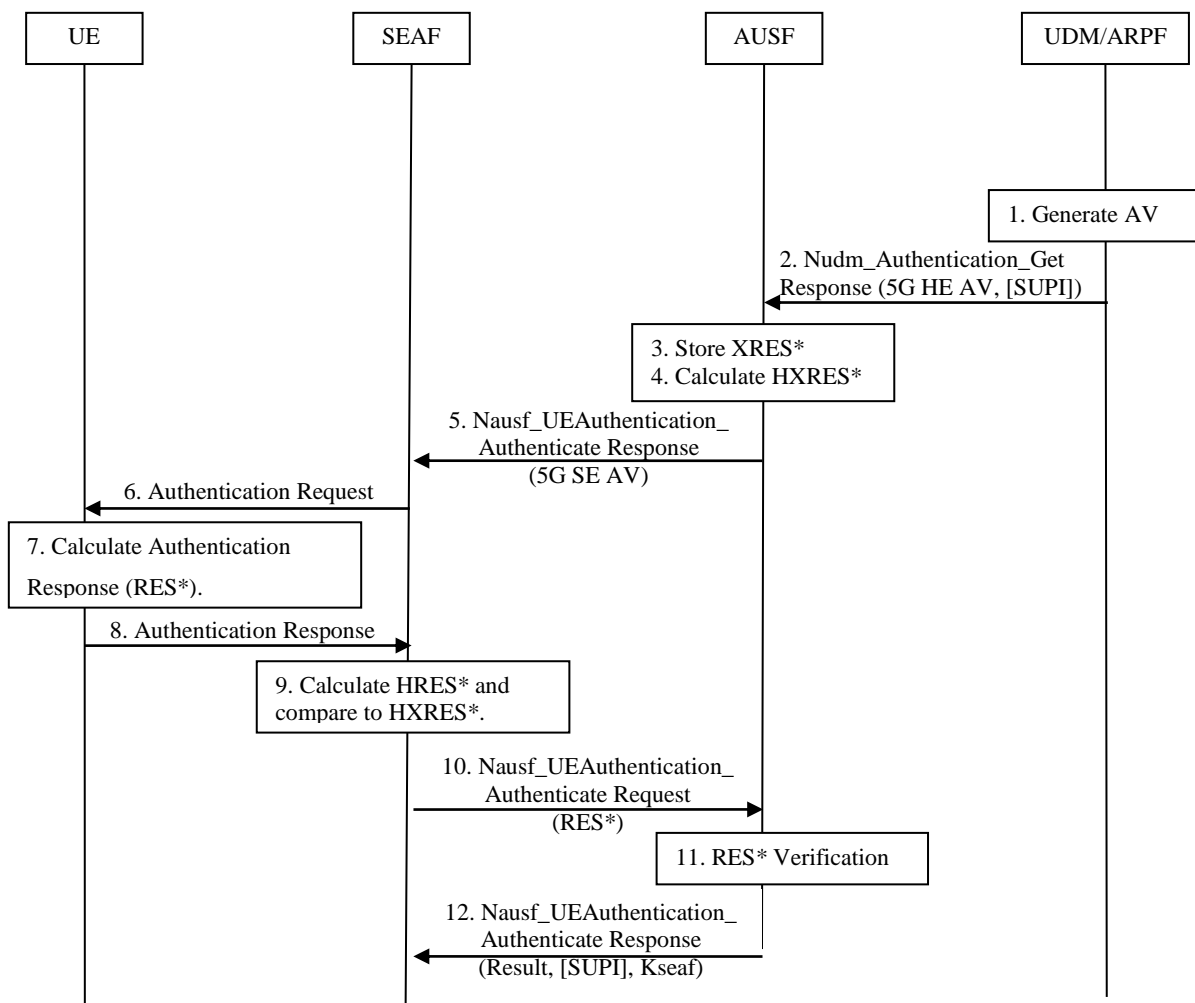 UE
SEAF
AUSF
UDM/ARPF
1. Generate AV
2. Nudm_Authentication_Get
Response (5G HE AV, [SUPI])
3. Store XRES*
4. Calculate HXRES*
5. Nausf_UEAuthentication_
Authenticate Response
(5G SE AV)
6. Authentication Request
7. Calculate Authentication
Response (RES*).
8. Authentication Response
9. Calculate HRES* and
compare to HXRES*.
10. Nausf_UEAuthentication_
Authenticate Request
(RES*)
11. RES* Verification
12. Nausf_UEAuthentication_
Authenticate Response
(Result, [SUPI], Kseaf)